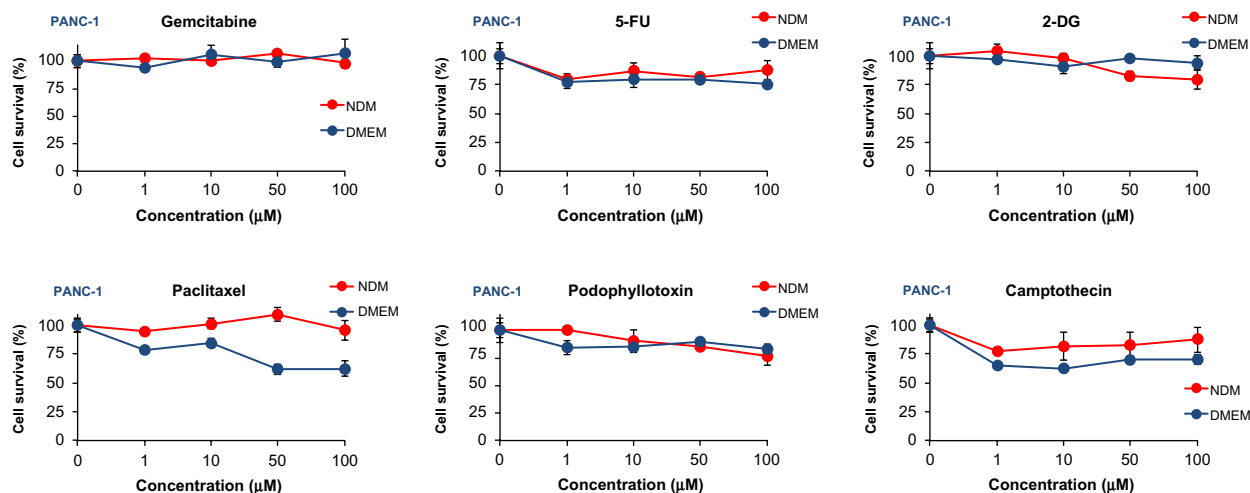 PANC-1
Gemcitabine
Cell survival (%)
100
75
50
25
0
0 1 10 50 100
Concentration (μM)
NDM
DMEM
PANC-1
5-FU
Cell survival (%)
100
75
50
25
0
0 1 10 50 100
Concentration (μM)
NDM
DMEM
PANC-1
2-DG
Cell survival (%)
100
75
50
25
0
0 1 10 50 100
Concentration (μM)
NDM
DMEM
PANC-1
Paclitaxel
Cell survival (%)
100
75
50
25
0
0 1 10 50 100
Concentration (μM)
NDM
DMEM
PANC-1
Podophyllotoxin
Cell survival (%)
100
75
50
25
0
0 1 10 50 100
Concentration (μM)
NDM
DMEM
PANC-1
Camptothecin
Cell survival (%)
100
75
50
25
0
0 1 10 50 100
Concentration (μM)
NDM
DMEM